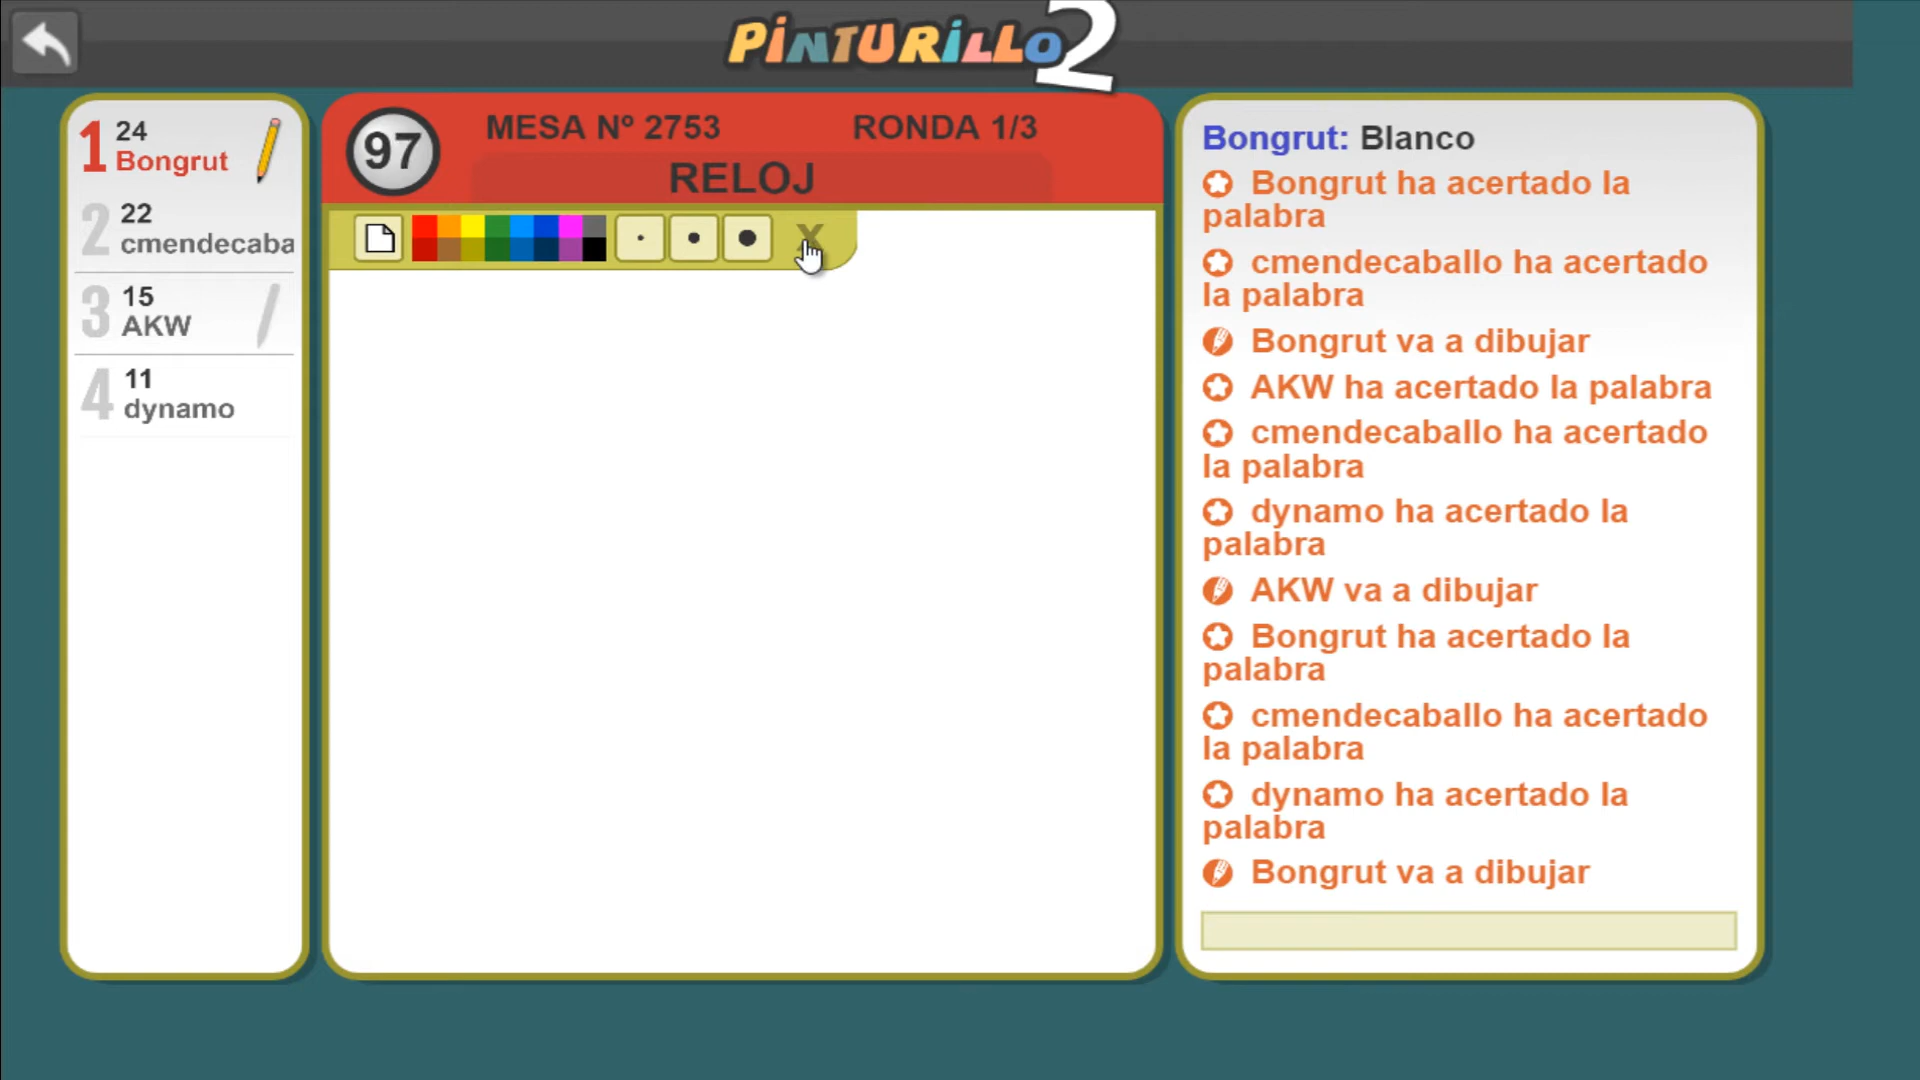 PiNTURiLLO 2
1 24
Bongrut
2 22
cmendecaba
3 15
AKW
4 11
dynamo
97
MESA Nº 2753
RONDA 1/3
RELOJ
X
Bongrut: Blanco
Bongrut ha acertado la
palabra
cmendecaballo ha acertado
la palabra
Bongrut va a dibujar
AKW ha acertado la palabra
cmendecaballo ha acertado
la palabra
dynamo ha acertado la
palabra
AKW va a dibujar
Bongrut ha acertado la
palabra
cmendecaballo ha acertado
la palabra
dynamo ha acertado la
palabra
Bongrut va a dibujar